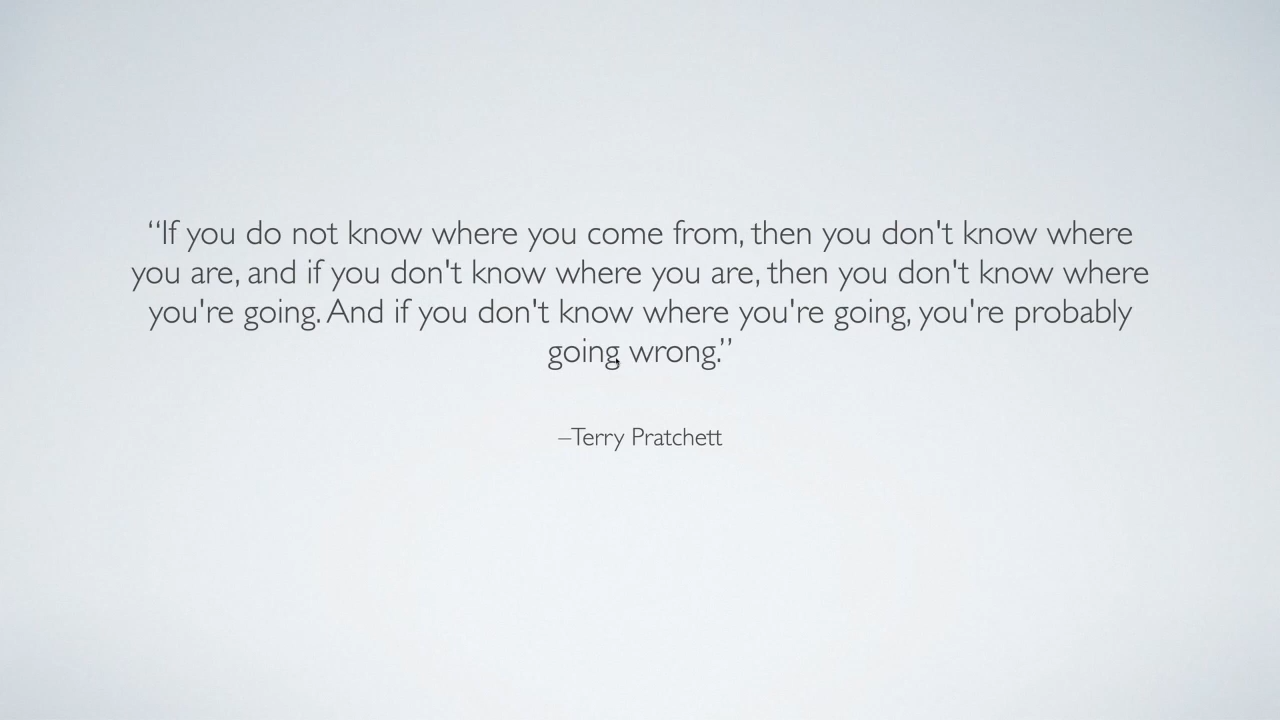 “If you do not know where you come from, then you don't know where
you are, and if you don't know where you are, then you don't know where
you're going. And if you don't know where you're going, you're probably
going wrong.”
–Terry Pratchett